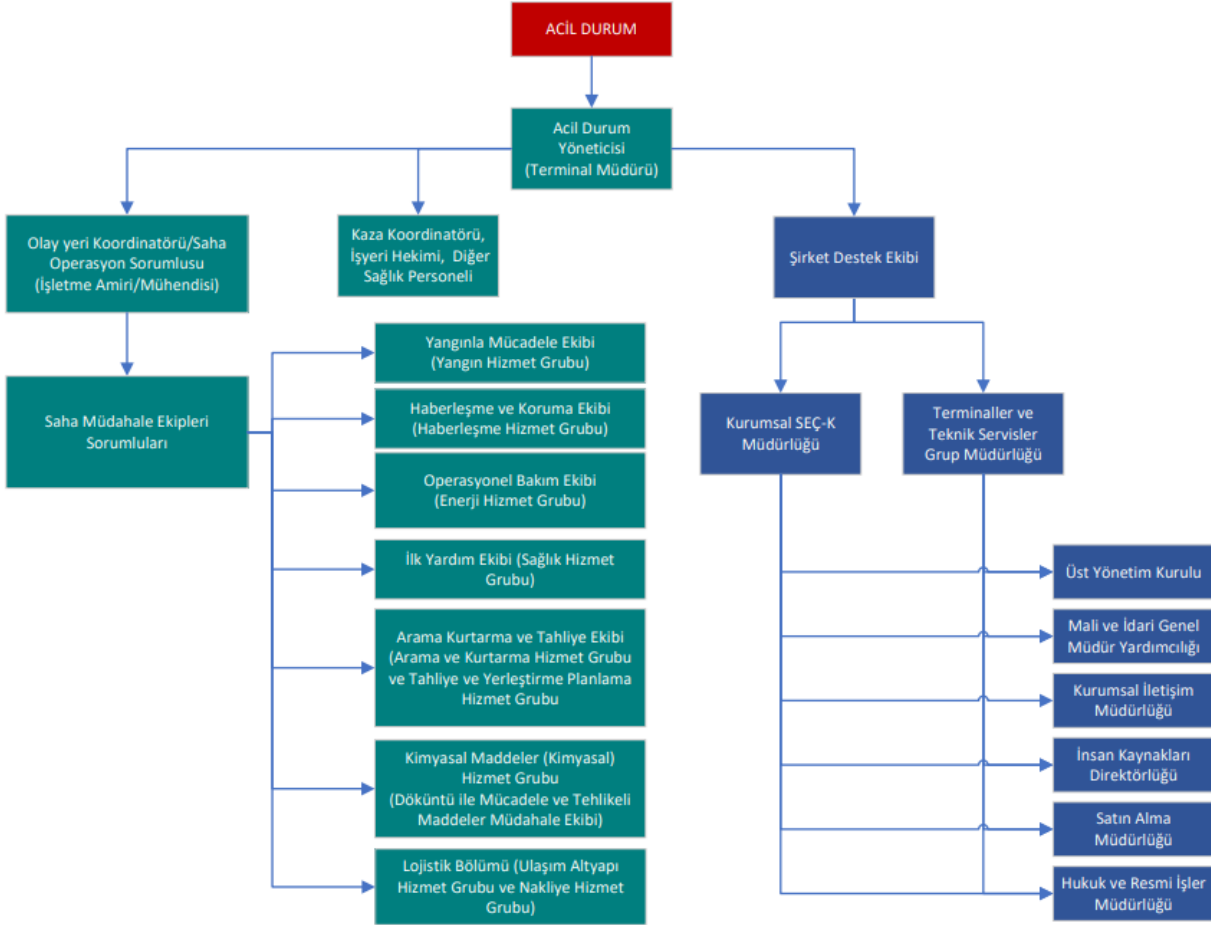 ACİL DURUM
Acil Durum
Yöneticisi
(Terminal Müdürü)
Olay yeri Koordinatörü/Saha
Operasyon Sorumlusu
(İşletme Amiri/Mühendisi)
Kaza Koordinatörü,
İşyeri Hekimi, Diğer
Sağlık Personeli
Şirket Destek Ekibi
Saha Müdahale Ekipleri
Sorumluları
Yangınla Mücadele Ekibi
(Yangın Hizmet Grubu)
Haberleşme ve Koruma Ekibi
(Haberleşme Hizmet Grubu)
Operasyonel Bakım Ekibi
(Enerji Hizmet Grubu)
İlk Yardım Ekibi (Sağlık Hizmet
Grubu)
Arama Kurtarma ve Tahliye Ekibi
(Arama ve Kurtarma Hizmet Grubu
ve Tahliye ve Yerleştirme Planlama
Hizmet Grubu
Kimyasal Maddeler (Kimyasal)
Hizmet Grubu
(Döküntü ile Mücadele ve Tehlikeli
Maddeler Müdahale Ekibi)
Lojistik Bölümü (Ulaşım Altyapı
Hizmet Grubu ve Nakliye Hizmet
Grubu)
Kurumsal SEÇ-K
Müdürlüğü
Terminaller ve
Teknik Servisler
Grup Müdürlüğü
Üst Yönetim Kurulu
Mali ve İdari Genel
Müdür Yardımcılığı
Kurumsal İletişim
Müdürlüğü
İnsan Kaynakları
Direktörlüğü
Satın Alma
Müdürlüğü
Hukuk ve Resmi İşler
Müdürlüğü